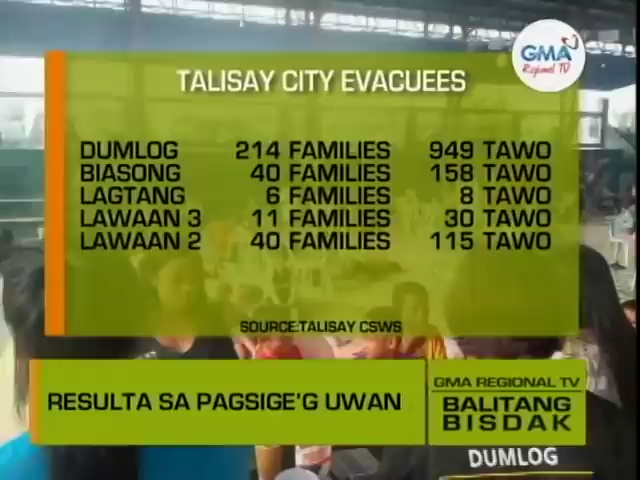 GMA
Regional TV
TALISAY CITY EVACUEES
DUMLOG 214 FAMILIES 949 TAWO
BIASONG 40 FAMILIES 158 TAWO
LAGTANG 6 FAMILIES 8 TAWO
LAWAAN 3 11 FAMILIES 30 TAWO
LAWAAN 2 40 FAMILIES 115 TAWO
SOURCE:TALISAY CSWS
RESULTA SA PAGSIGE'G UWAN
GMA REGIONAL TV
BALITANG
BISDAK
DUMLOG